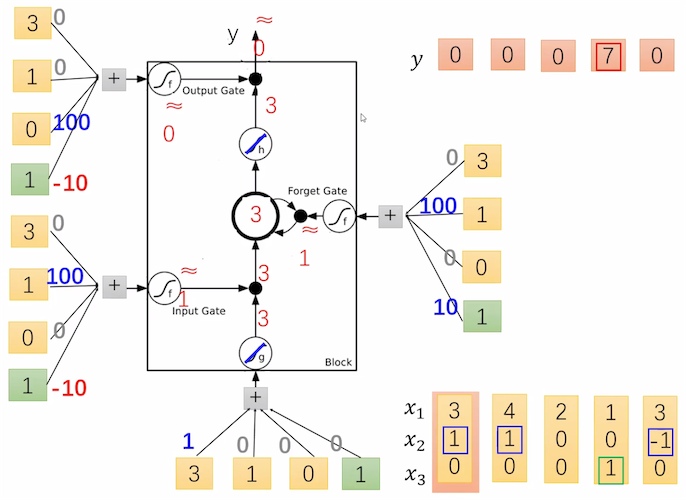 3 0
1 0
0 100
1 -10
y ≈ 0
f Output Gate
≈ 0
3
h
3
Forget Gate
f
≈ 1
+
+
+
+
y 0 0 0 7 0
0 3
100 1
0 0
10 1
3 0
1 100
0 0
1 -10
≈ 1
f
Input Gate
3
3
g
Block
1 0 0 0
3 1 0 1
x₁ 3 4 2 1 3
x₂ 1 1 0 0 -1
x₃ 0 0 0 1 0